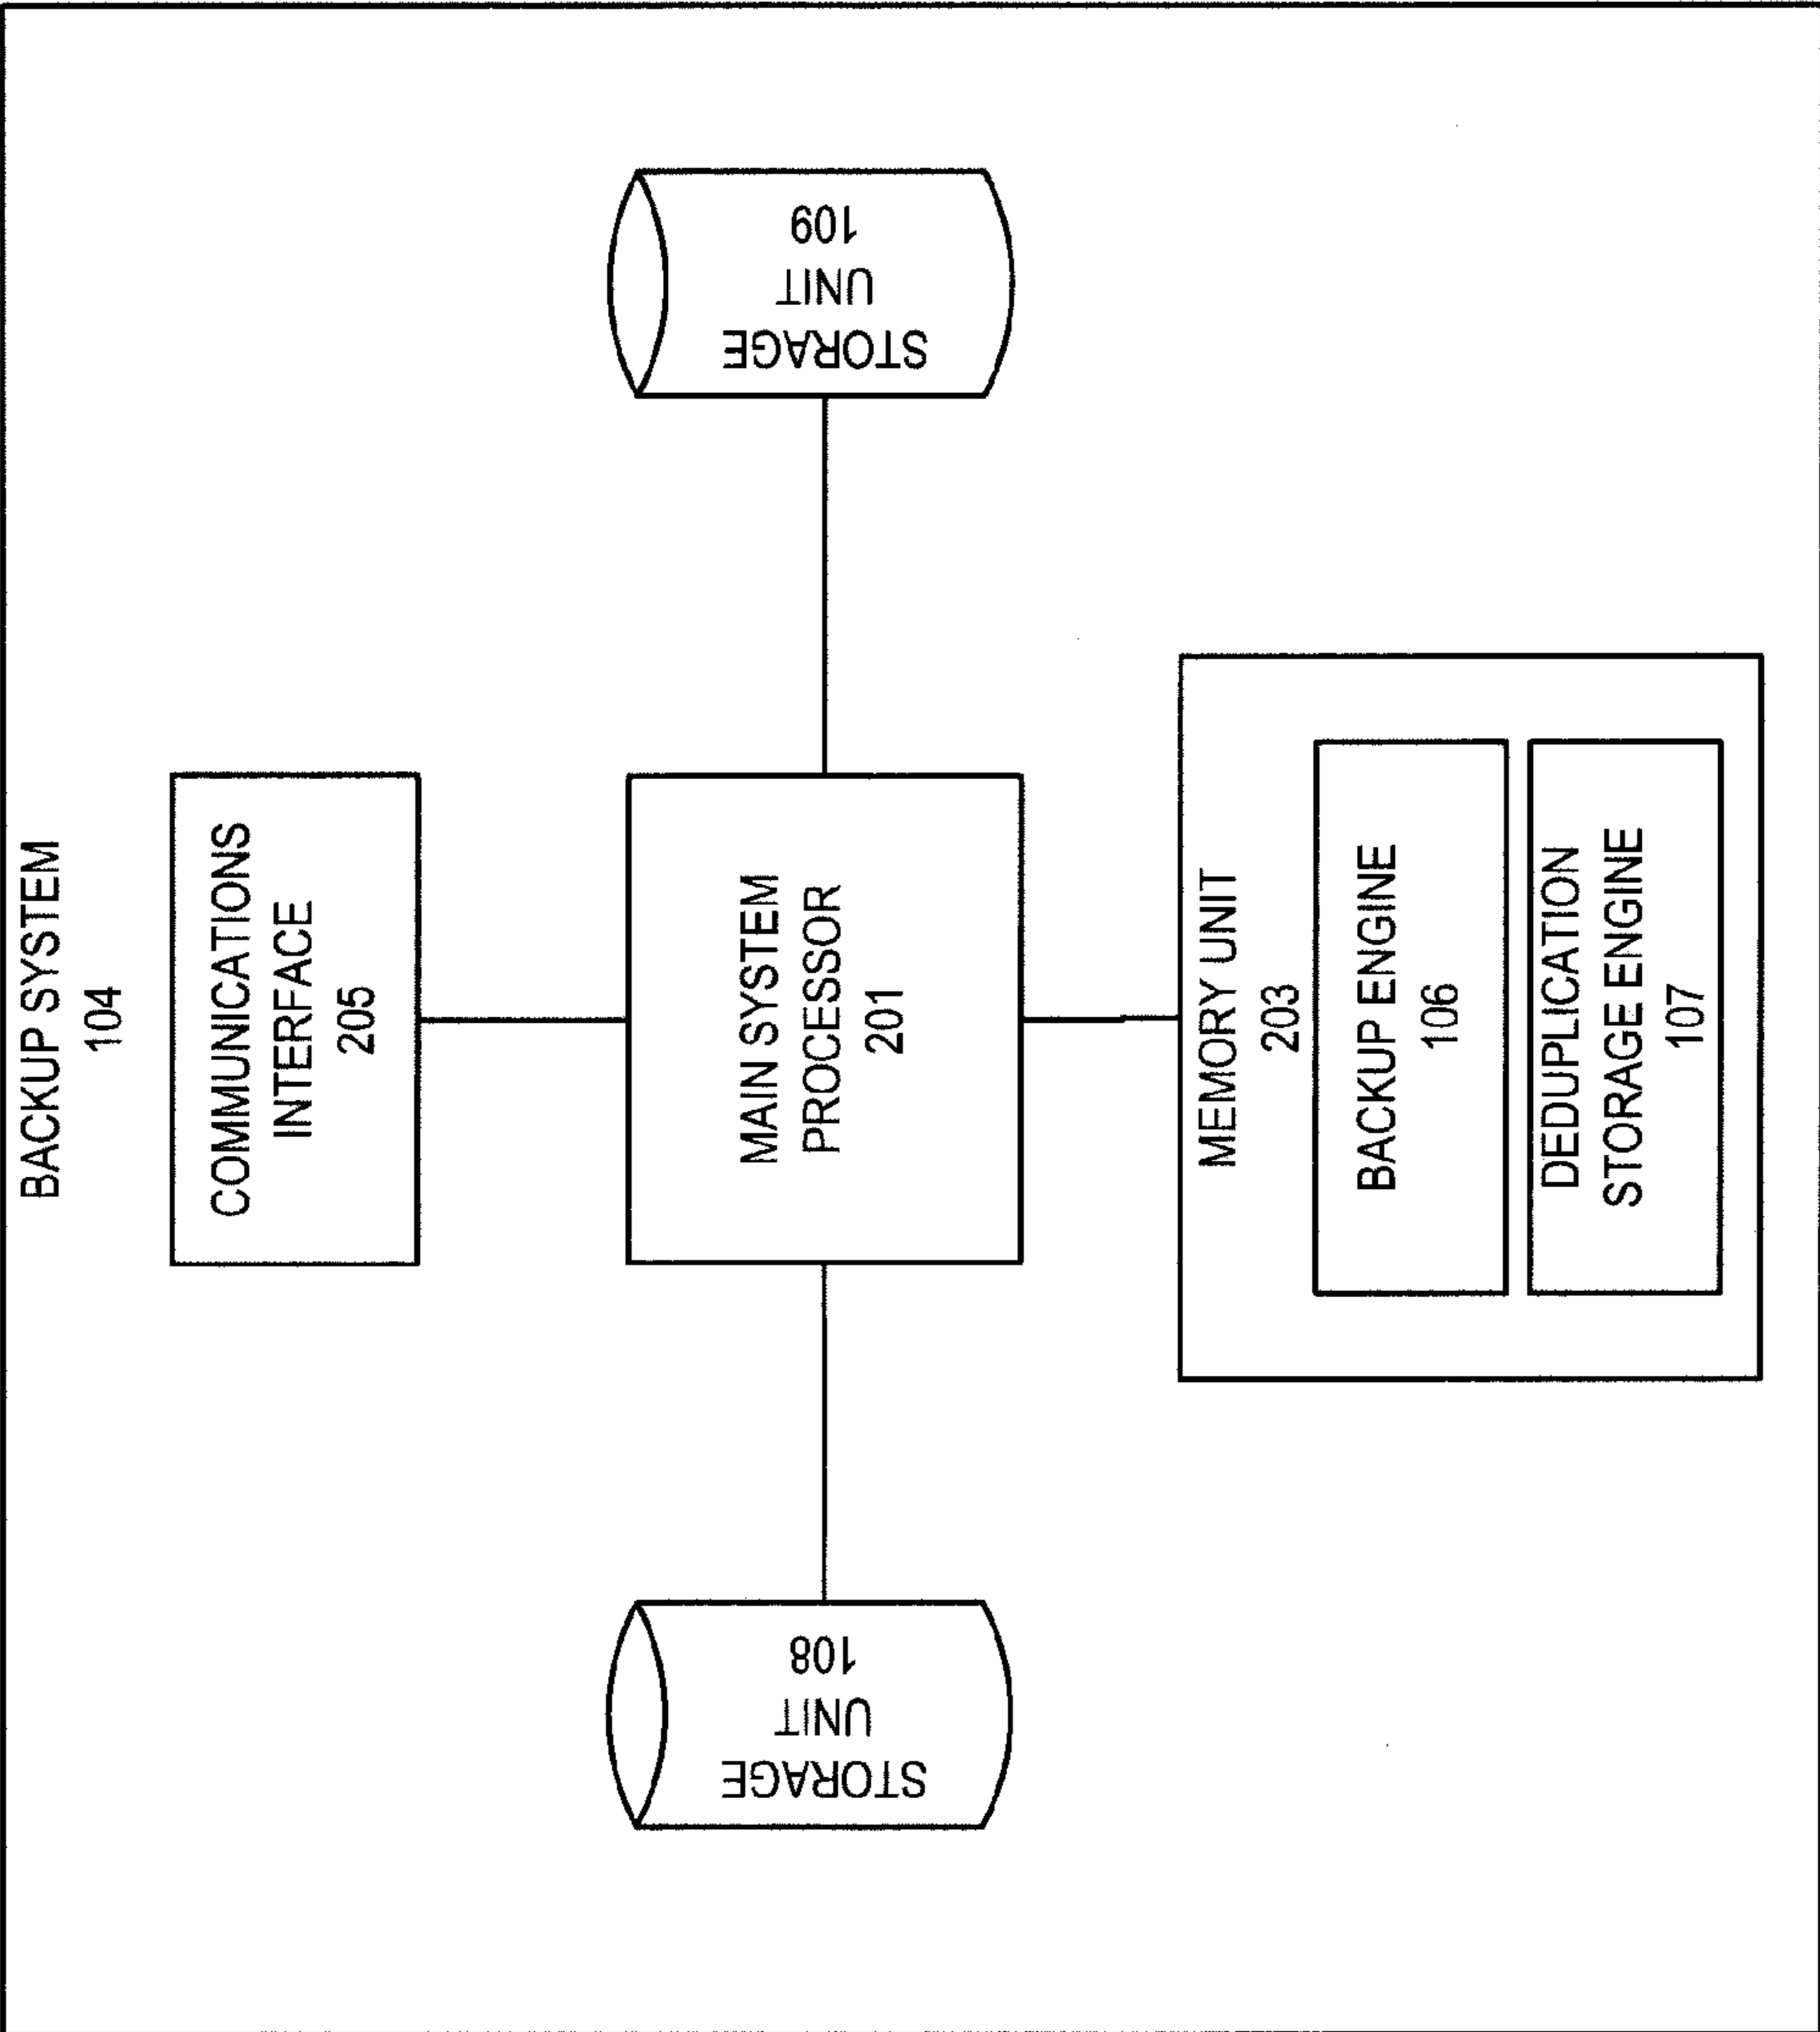 BACKUP SYSTEM
104
COMMUNICATIONS
INTERFACE
205
STORAGE
UNIT
108
MAIN SYSTEM
PROCESSOR
201
STORAGE
UNIT
109
MEMORY UNIT
203
BACKUP ENGINE
106
DEDUPLICATION
STORAGE ENGINE
107